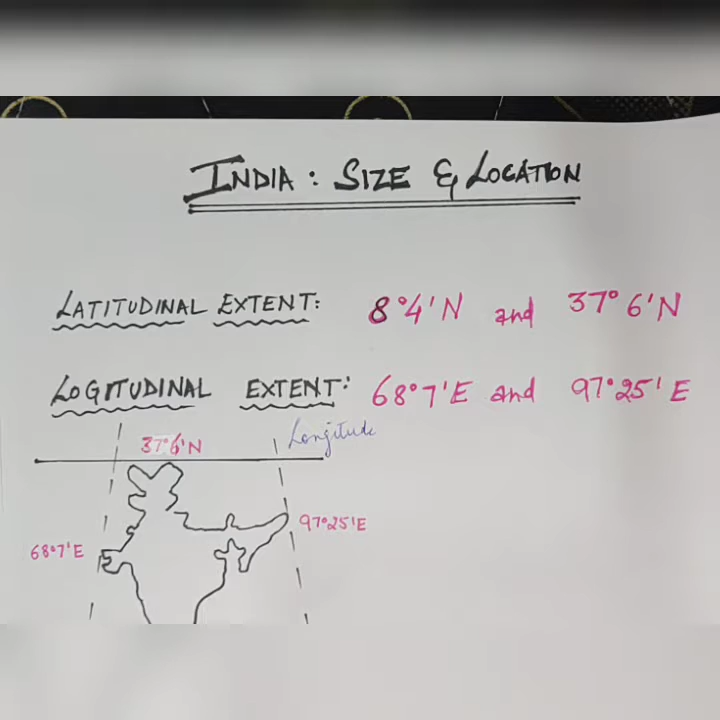 INDIA : SIZE & LOCATION
LATITUDINAL EXTENT: 8°4'N and 37°6'N
LOGITUDINAL EXTENT: 68°7'E and 97°25'E
37°6'N Longitude
97°25'E
68°7'E